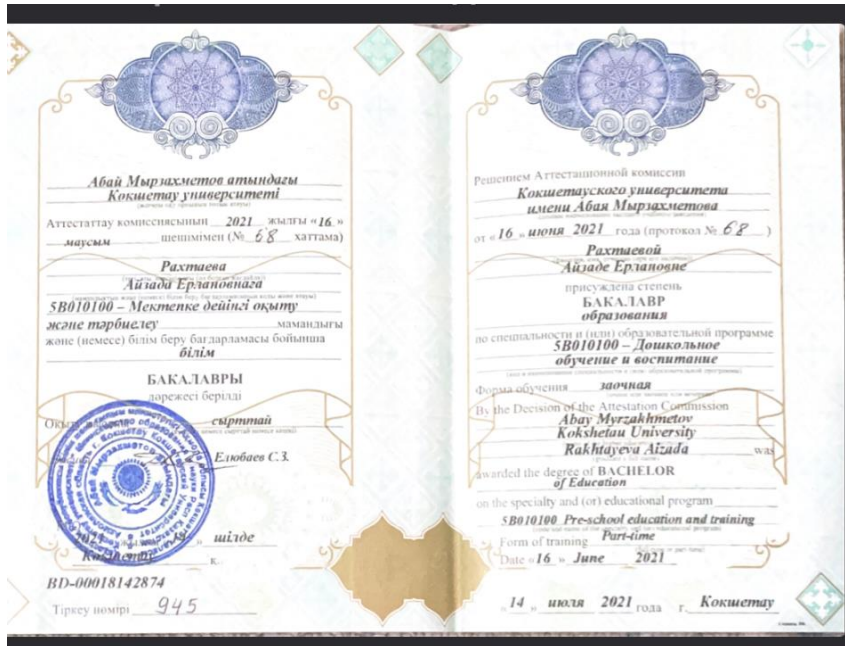 Абай Мырзахметов атындағы
Көкшетау университеті
Аттестаттау комиссиясының 2021 жылғы «16»
маусым шешімімен (№ 68 хаттама)
Рахтаева
Айзада Ерлановнаға
5В010100 – Мектепке дейінгі оқыту
және тәрбиелеу мамандығы
және (немесе) білім беру бағдарламасы бойынша
білім
БАКАЛАВРЫ
дәрежесі берілді
сырттай
Елюбаев С.З.
2021 шілде
Көкшетау қ.
BD-00018142874
Тіркеу нөмірі 945
Решением Аттестационной комиссии
Кокшетауского университета
имени Абая Мырзахметова
от «16» июня 2021 года (протокол № 68)
Рахтаевой
Айзаде Ерлановне
присуждена степень
БАКАЛАВР
образования
по специальности и (или) образовательной программе
5В010100 – Дошкольное
обучение и воспитание
Форма обучения заочная
By the Decision of the Attestation Commission
Abay Myrzakhmetov
Kokshetau University
Rakhtayeva Aizada was
awarded the degree of BACHELOR
of Education
on the specialty and (or) educational program
5B010100 Pre-school education and training
Form of training Part-time
Date «16» June 2021
«14» июля 2021 года г. Кокшетау